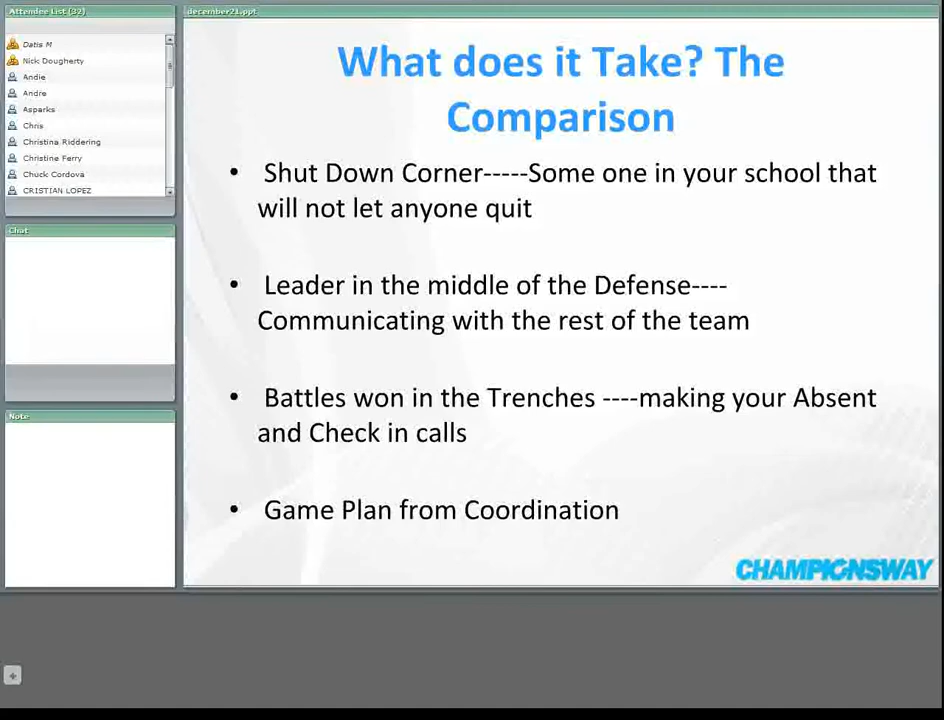 Attendee List (32)
Datis M
Nick Dougherty
Andie
Andre
Asparks
Chris
Christina Riddering
Christine Ferry
Chuck Cordova
CRISTIAN LOPEZ
Chat
Note
december21.ppt
What does it Take? The
Comparison
• Shut Down Corner-----Some one in your school that
will not let anyone quit
• Leader in the middle of the Defense----
Communicating with the rest of the team
• Battles won in the Trenches ----making your Absent
and Check in calls
• Game Plan from Coordination
CHAMPIONSWAY